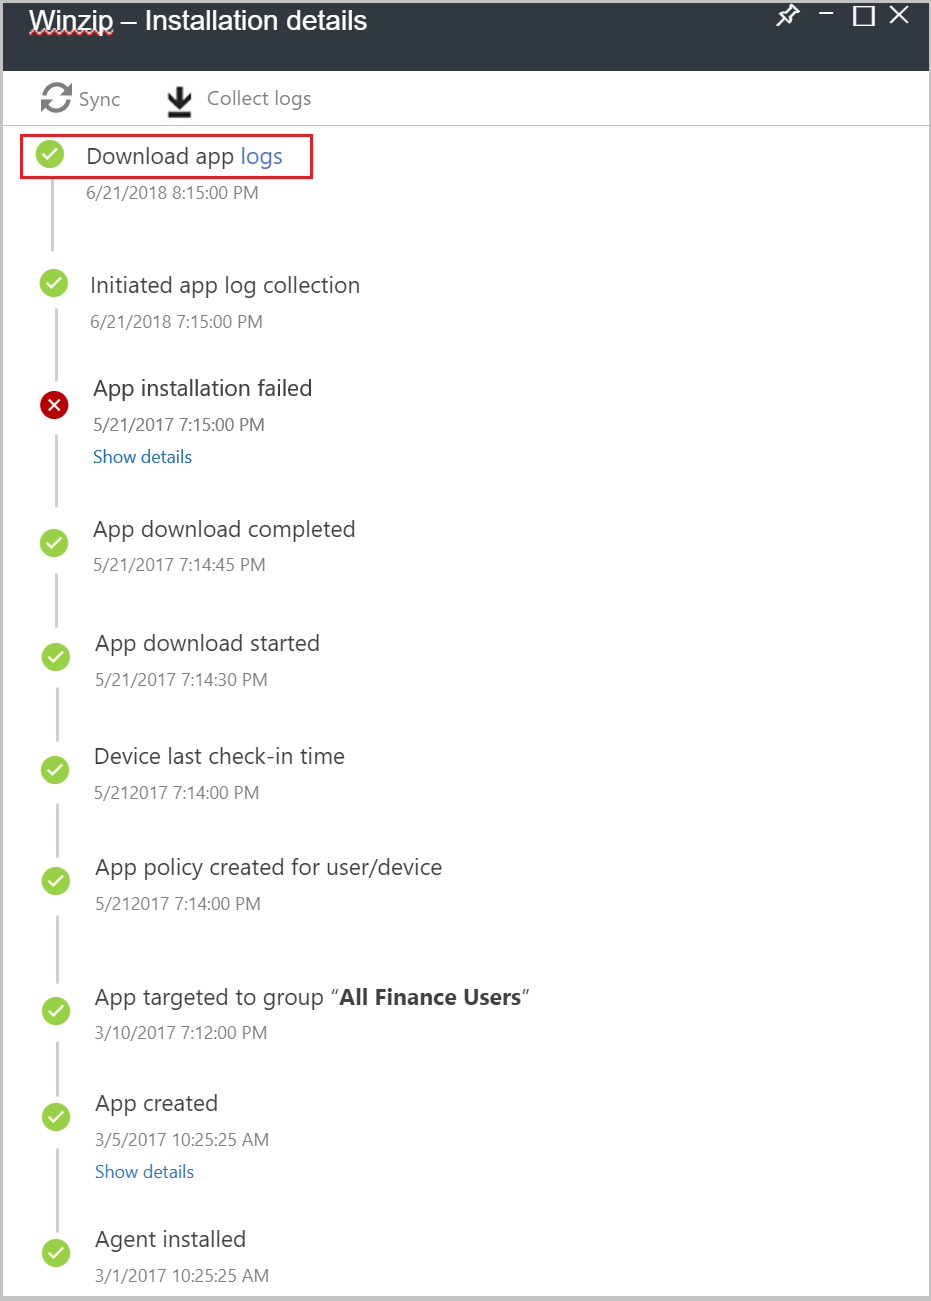 Winzip – Installation details
Sync
Collect logs
Download app logs
6/21/2018 8:15:00 PM
Initiated app log collection
6/21/2018 7:15:00 PM
App installation failed
5/21/2017 7:15:00 PM
Show details
App download completed
5/21/2017 7:14:45 PM
App download started
5/21/2017 7:14:30 PM
Device last check-in time
5/212017 7:14:00 PM
App policy created for user/device
5/212017 7:14:00 PM
App targeted to group “All Finance Users”
3/10/2017 7:12:00 PM
App created
3/5/2017 10:25:25 AM
Show details
Agent installed
3/1/2017 10:25:25 AM